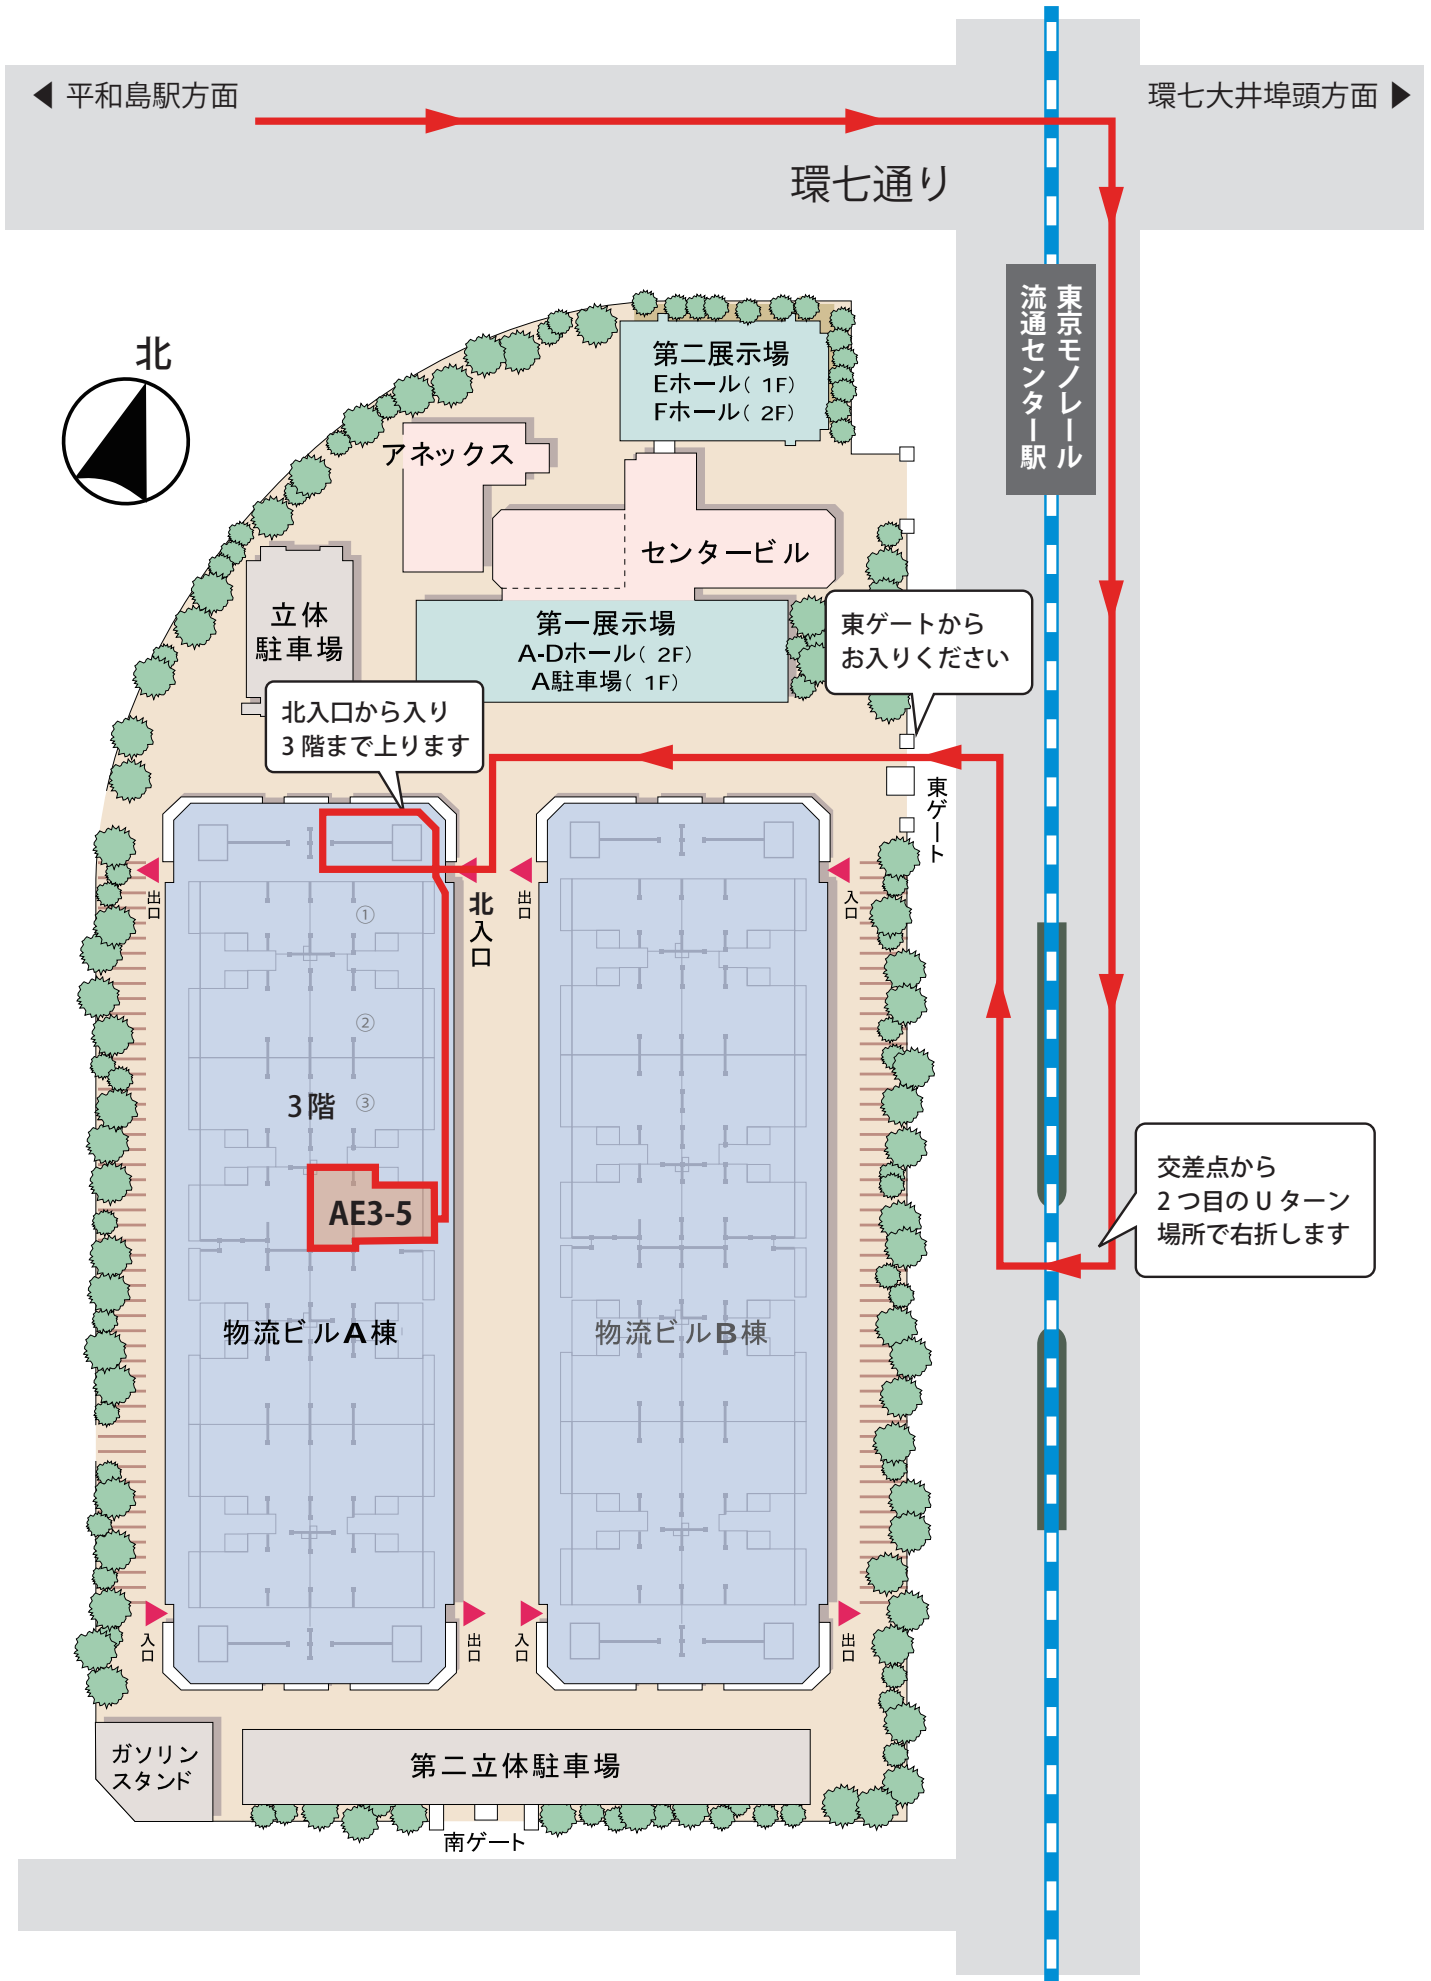 ◀ 平和島駅方面
環七大井埠頭方面 ▶
環七通り
東京モノレール
流通センター駅
北
第二展示場
Eホール( 1F)
Fホール( 2F)
アネックス
センタービル
立体
駐車場
第一展示場
A-Dホール( 2F)
A駐車場( 1F)
東ゲートから
お入りください
北入口から入り
3 階まで上ります
東ゲート
出口
北入口
出口
入口
①
②
3 階
③
AE3-5
交差点から
2 つ目の U ターン
場所で右折します
物流ビルA棟
物流ビルB棟
入口
出口
入口
出口
ガソリン
スタンド
第二立体駐車場
南ゲート